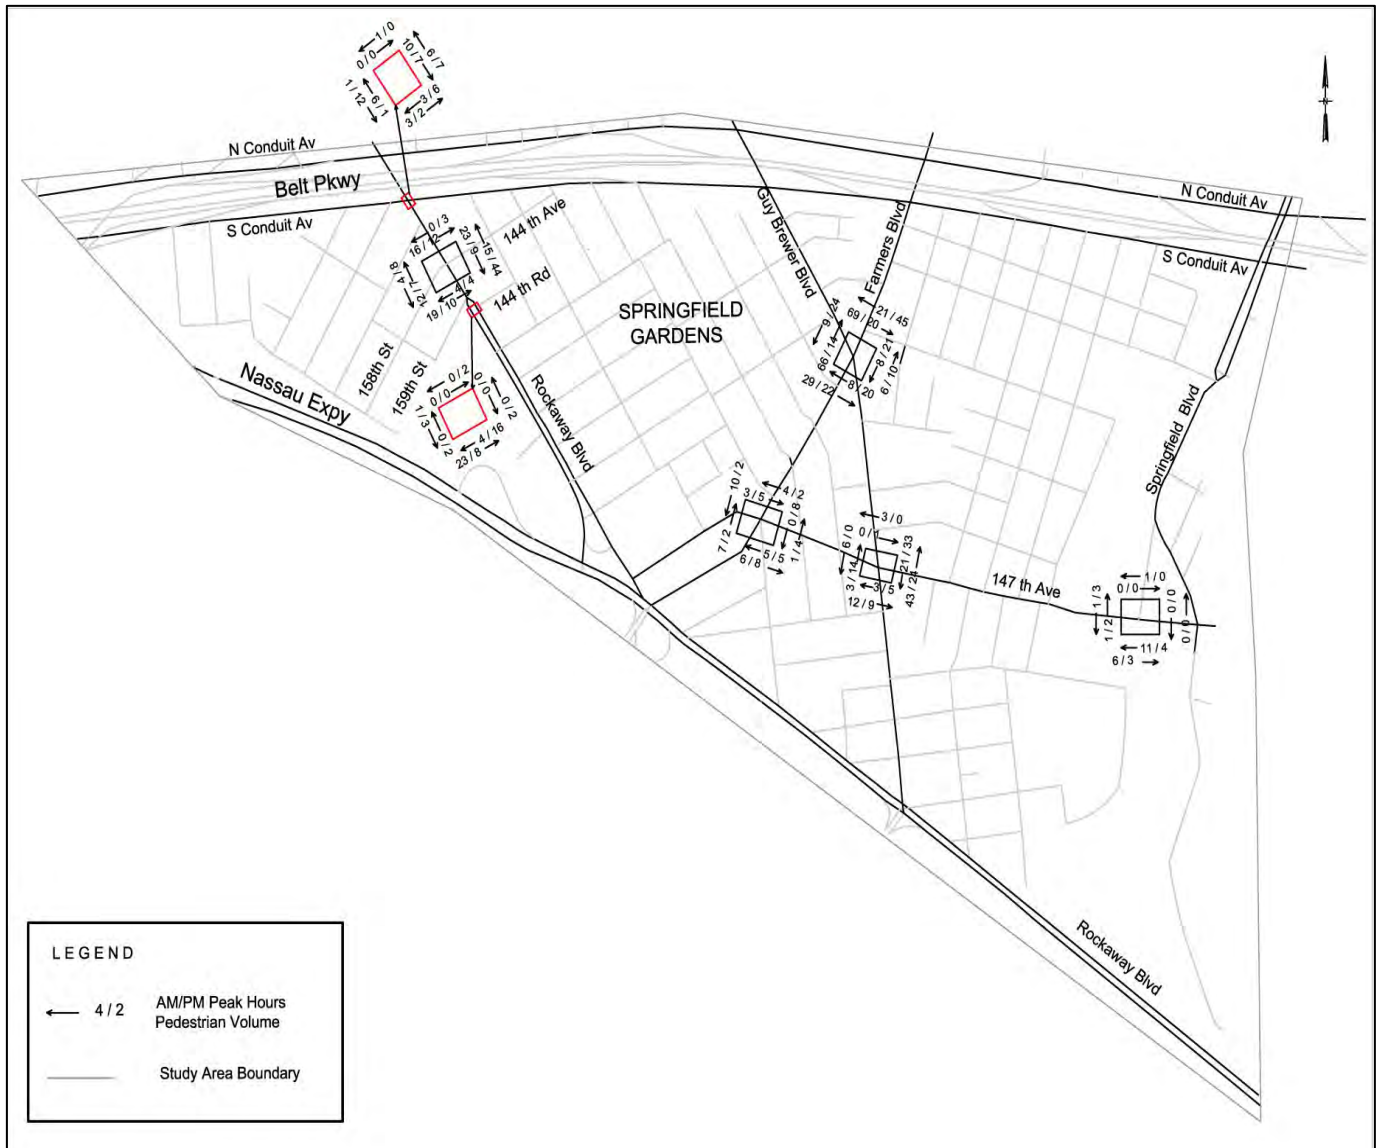 1 / 0
0 / 0
6 / 7
10 / 7
1 / 12
6 / 1
3 / 6
3 / 2
N Conduit Av
Belt Pkwy
S Conduit Av
N Conduit Av
S Conduit Av
0 / 3
16 / 12
23 / 9
15 / 44
4 / 8
12 / 7
4 / 4
19 / 10
144 th Ave
144 th Rd
Guy Brewer Blvd
Farmers Blvd
SPRINGFIELD
GARDENS
9 / 24
21 / 45
69 / 20
66 / 14
8 / 21
6 / 10
8 / 20
29 / 22
158th St
159th St
Nassau Expy
Rockaway Blvd
Springfield Blvd
0 / 2
0 / 0
0 / 0
0 / 2
1 / 3
0 / 2
4 / 16
23 / 8
10 / 2
4 / 2
3 / 5
0 / 8
7 / 2
1 / 4
5 / 5
6 / 8
3 / 0
0 / 1
6 / 0
21 / 33
3 / 14
43 / 24
3 / 5
12 / 9
147 th Ave
1 / 0
0 / 0
1 / 3
0 / 0
1 / 2
0 / 0
11 / 4
6 / 3
Rockaway Blvd
LEGEND
4 / 2
AM/PM Peak Hours
Pedestrian Volume
Study Area Boundary